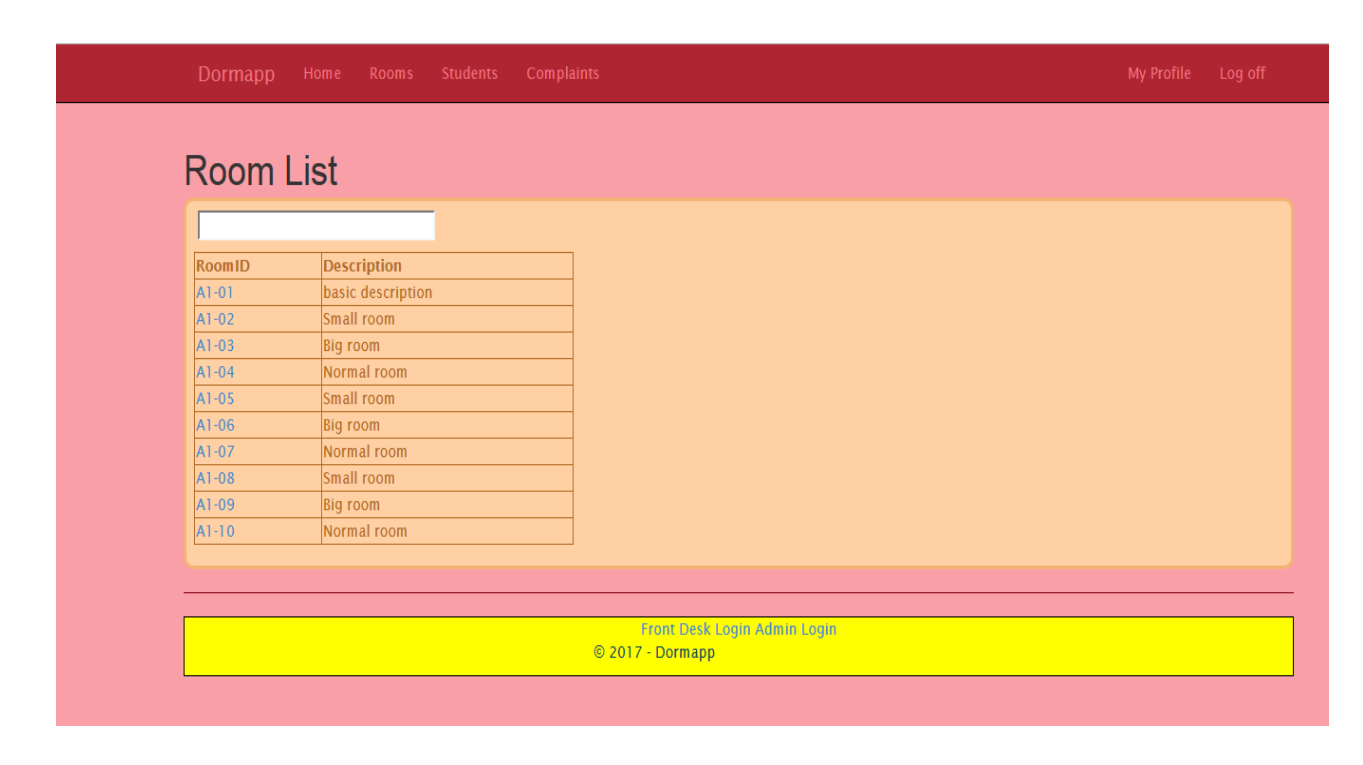 Dormapp Home Rooms Students Complaints My Profile Log off
Room List
RoomID Description
A1-01 basic description
A1-02 Small room
A1-03 Big room
A1-04 Normal room
A1-05 Small room
A1-06 Big room
A1-07 Normal room
A1-08 Small room
A1-09 Big room
A1-10 Normal room
Front Desk Login Admin Login
© 2017 - Dormapp